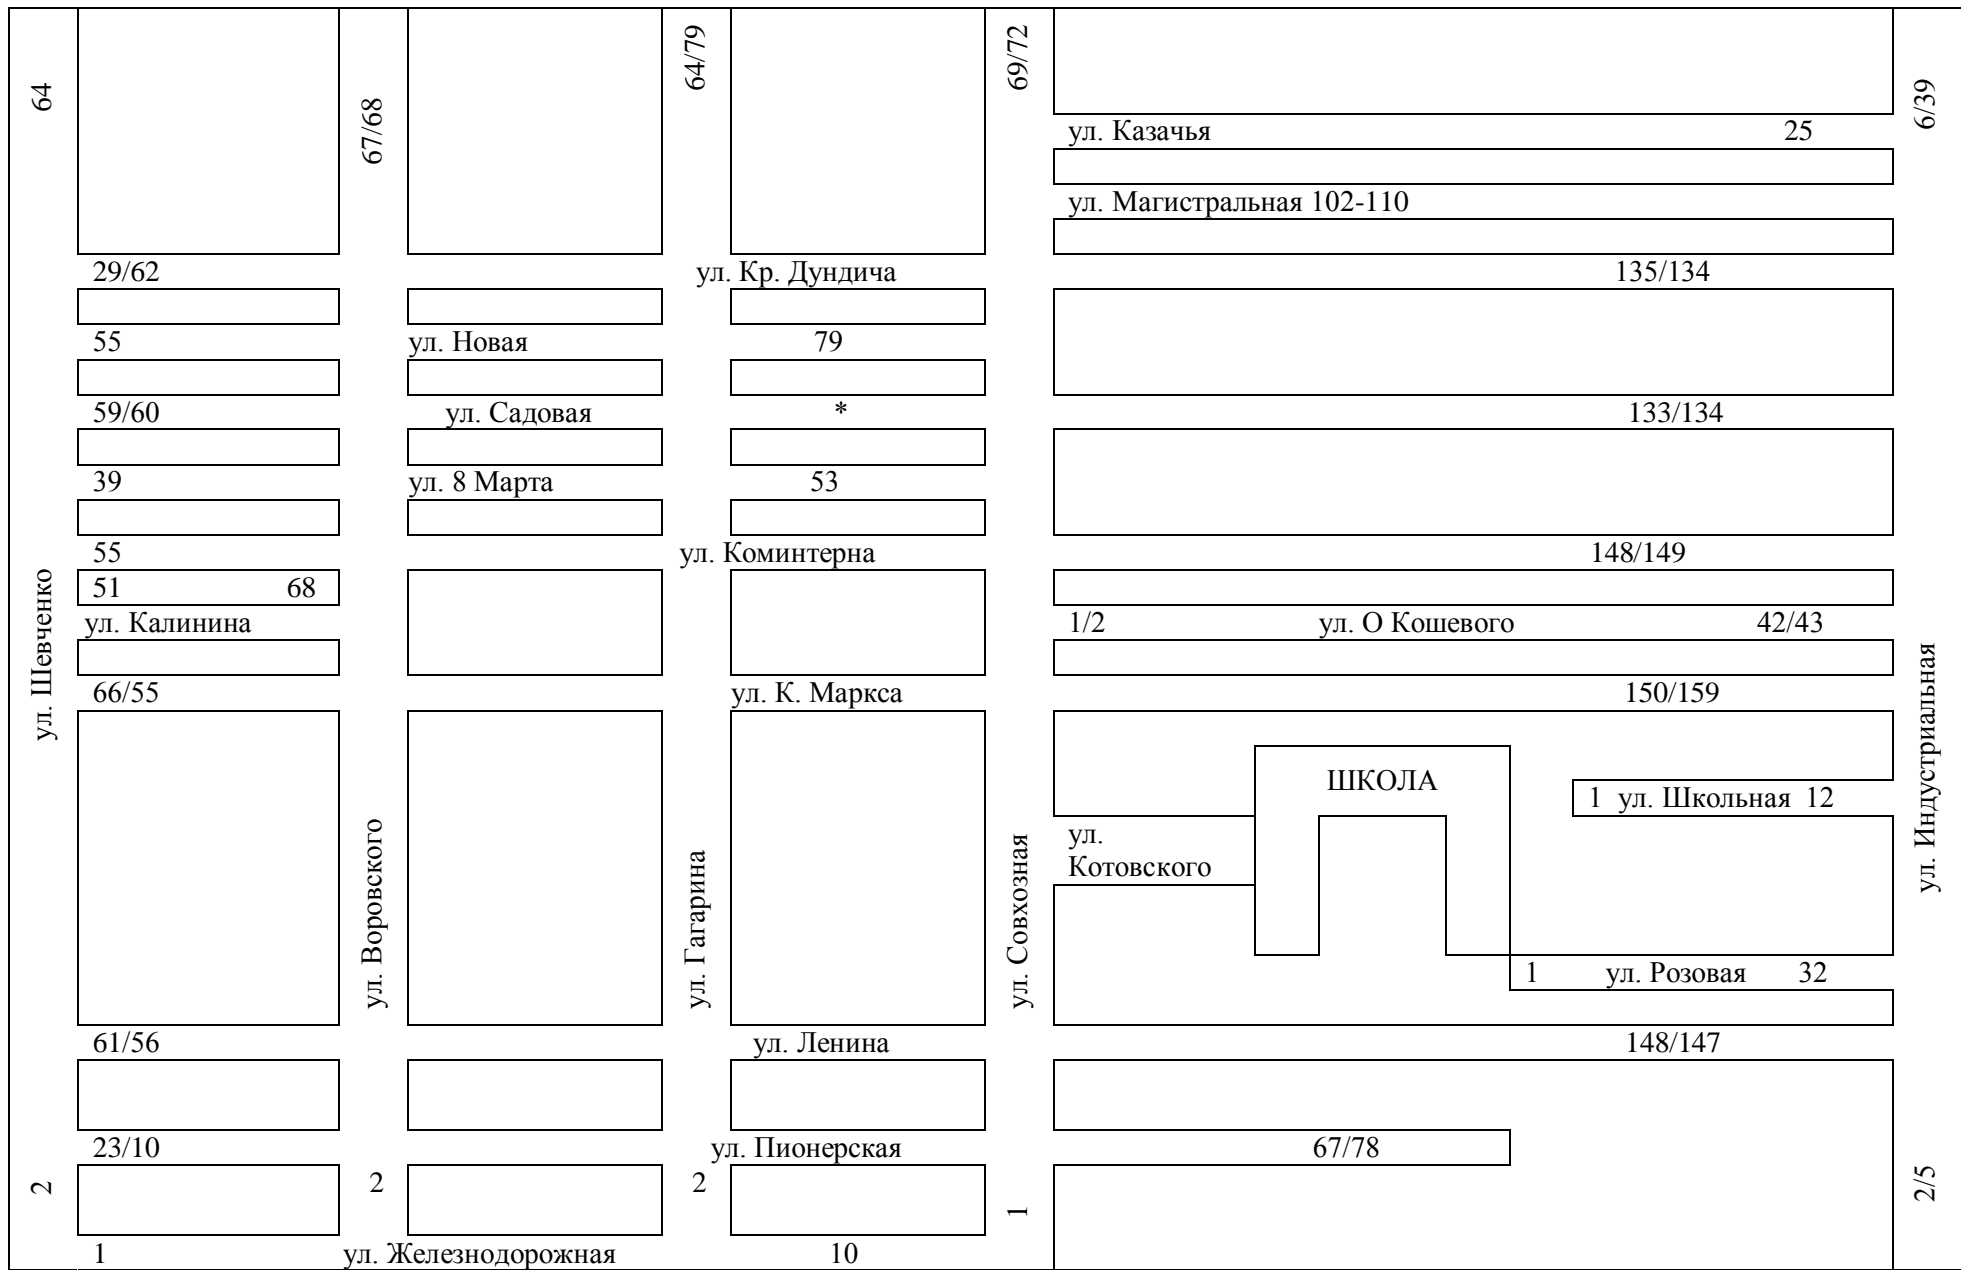 64
67/68
64/79
69/72
6/39
ул. Казачья 25
ул. Магистральная 102-110
29/62 ул. Кр. Дундича 135/134
55 ул. Новая 79
59/60 ул. Садовая * 133/134
39 ул. 8 Марта 53
55 ул. Коминтерна 148/149
51 68
ул. Калинина 1/2 ул. О Кошевого 42/43
66/55 ул. К. Маркса 150/159
ул. Шевченко
ул. Воровского
ул. Гагарина
ул. Совхозная
ул. Индустриальная
ШКОЛА
1 ул. Школьная 12
ул.
Котовского
1 ул. Розовая 32
61/56 ул. Ленина 148/147
23/10 ул. Пионерская 67/78
2
2
2
1
2/5
1 ул. Железнодорожная 10